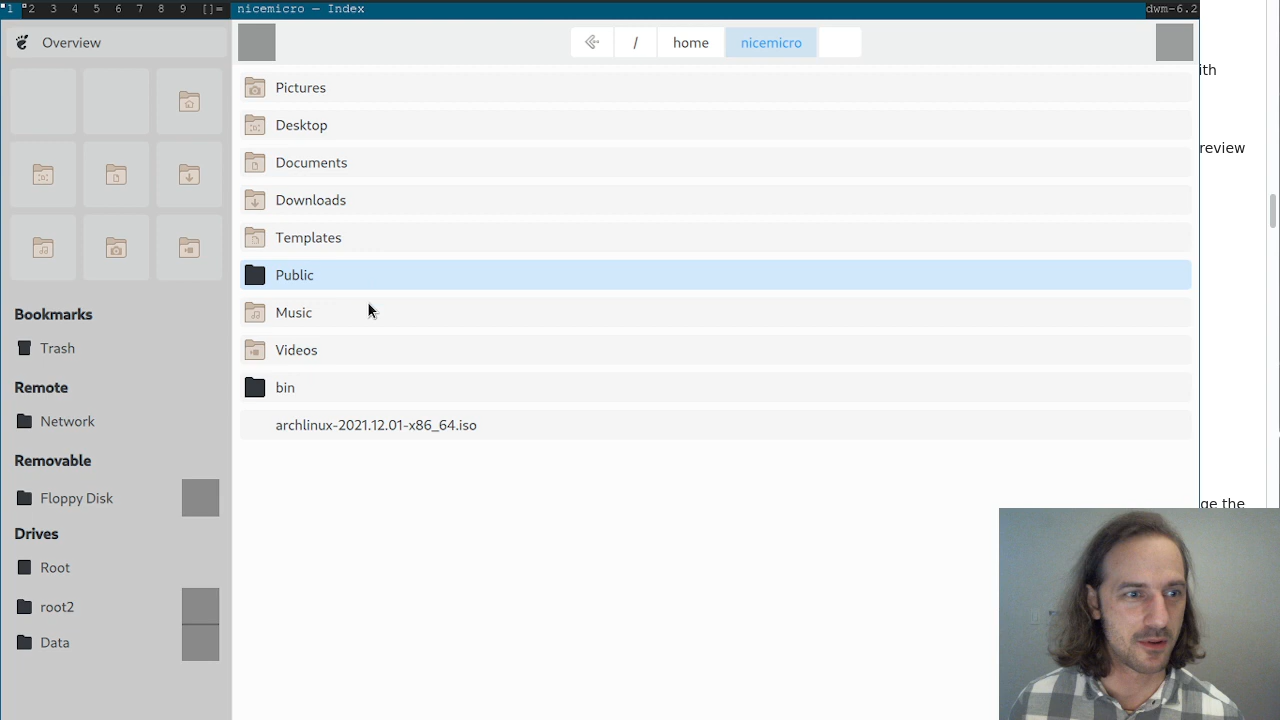 1 2 3 4 5 6 7 8 9 []= nicemicro — Index dwm-6.2
Overview
/ home nicemicro
Pictures
Desktop
Documents
Downloads
Templates
Public
Music
Videos
bin
archlinux-2021.12.01-x86_64.iso
Bookmarks
Trash
Remote
Network
Removable
Floppy Disk
Drives
Root
root2
Data
ith
review
ge the